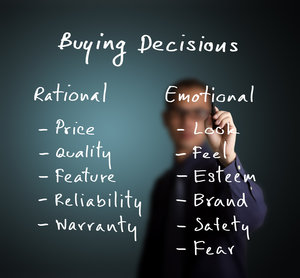 Buying Decisions
Rational
- Price
- Quality
- Feature
- Reliability
- Warranty
Emotional
- Look
- Feel
- Esteem
- Brand
- Safety
- Fear